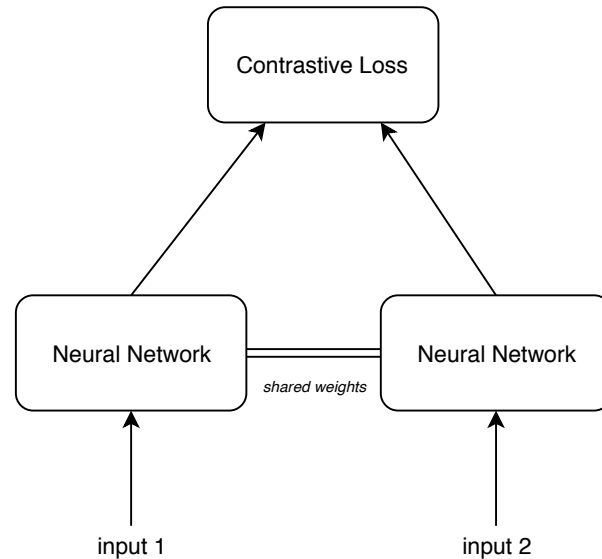 Contrastive Loss
Neural Network
Neural Network
shared weights
input 1
input 2